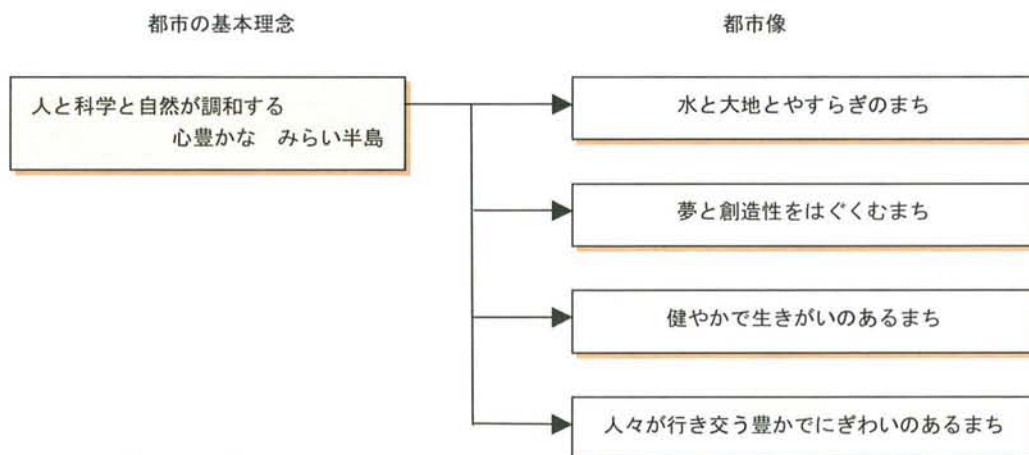 都市の基本理念
都市像
人と科学と自然が調和する
心豊かな　みらい半島
水と大地とやすらぎのまち
夢と創造性をはぐくむまち
健やかで生きがいのあるまち
人々が行き交う豊かでにぎわいのあるまち